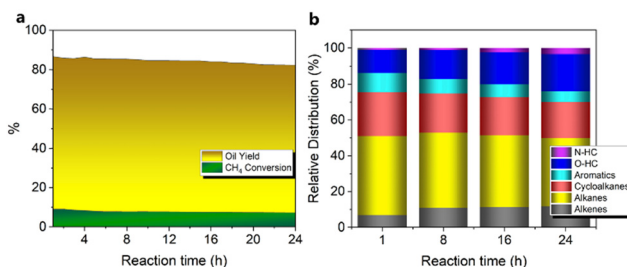 a
100
80
60
40
20
0
%
Oil Yield
CH₄ Conversion
4
8
12
16
20
24
Reaction time (h)
b
100
80
60
40
20
0
Relative Distribution (%)
N-HC
O-HC
Aromatics
Cycloalkanes
Alkanes
Alkenes
1
8
16
24
Reaction time (h)